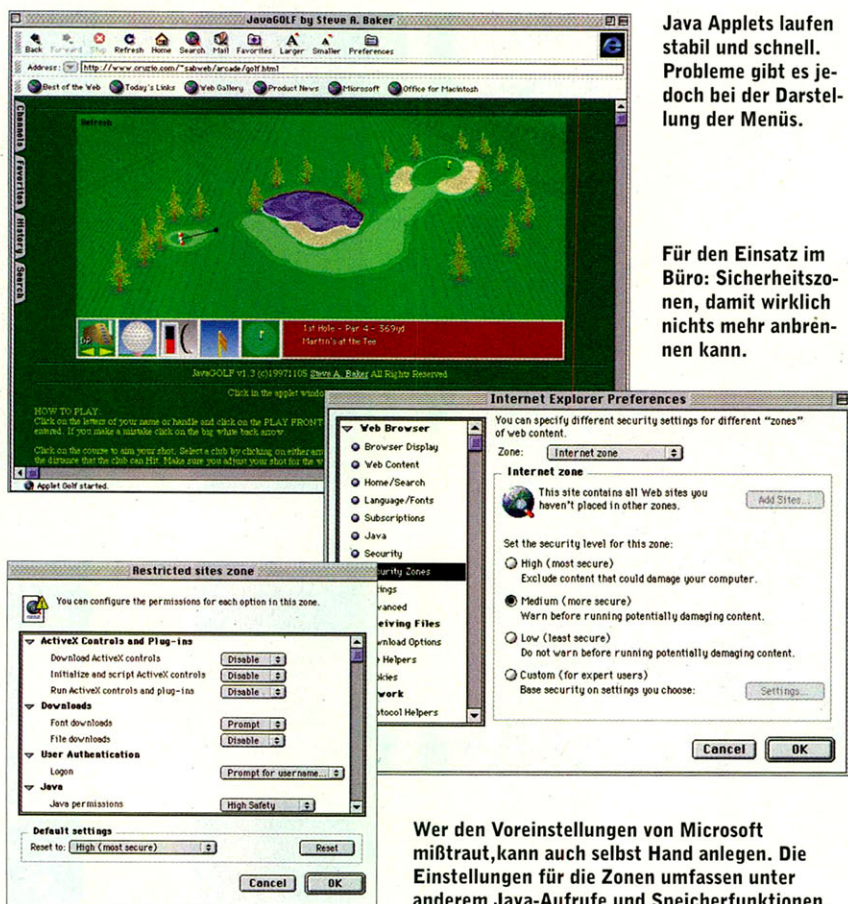 JavaGOLF by Steve A. Baker
Back Forward Stop Refresh Home Search Mail Favorites Larger Smaller Preferences
Address: http://www.cruzio.com/~sabweb/arcade/golf.html
Best of the Web Today's Links Web Gallery Product News Microsoft Office for Macintosh
Channels
Favorites
History
Search
Refresh
1st Hole - Par 4 - 369yd
Martin's at the Tee
JavaGOLF v1.3 (c)19971105 Steve A. Baker All Rights Reserved
Click in the applet windo
HOW TO PLAY:
Click on the letters of your name or handle and click on the PLAY FRONT
entered. If you make a mistake click on the big white back arrow.
Click on the course to aim your shot. Select a club by clicking on either arr
the distance that the club can Hit. Make sure you adjust your shot for the w
Applet Golf started.
Java Applets laufen
stabil und schnell.
Probleme gibt es je-
doch bei der Darstel-
lung der Menüs.
Für den Einsatz im
Büro: Sicherheitszo-
nen, damit wirklich
nichts mehr anbren-
nen kann.
Internet Explorer Preferences
Web Browser
Browser Display
Web Content
Home/Search
Language/Fonts
Subscriptions
Java
Security
curity Zones
tings
vanced
eiving Files
wnload Options
e Helpers
okies
work
otocol Helpers
You can specify different security settings for different "zones"
of web content.
Zone: Internet zone
Internet zone
This site contains all Web sites you
haven't placed in other zones.
Add Sites...
Set the security level for this zone:
High (most secure)
Exclude content that could damage your computer.
Medium (more secure)
Warn before running potentially damaging content.
Low (least secure)
Do not warn before running potentially damaging content.
Custom (for expert users)
Base security on settings you choose:
Settings...
Cancel OK
Restricted sites zone
You can configure the permissions for each option in this zone.
ActiveX Controls and Plug-ins
Download ActiveX controls Disable
Initialize and script ActiveX controls Disable
Run ActiveX controls and plug-ins Disable
Downloads
Font downloads Prompt
File downloads Disable
User Authentication
Logon Prompt for username...
Java
Java permissions High Safety
Default settings
Reset to: High (most secure) Reset
Cancel OK
Wer den Voreinstellungen von Microsoft
mißtraut,kann auch selbst Hand anlegen. Die
Einstellungen für die Zonen umfassen unter
anderem Java-Aufrufe und Speicherfunktionen.